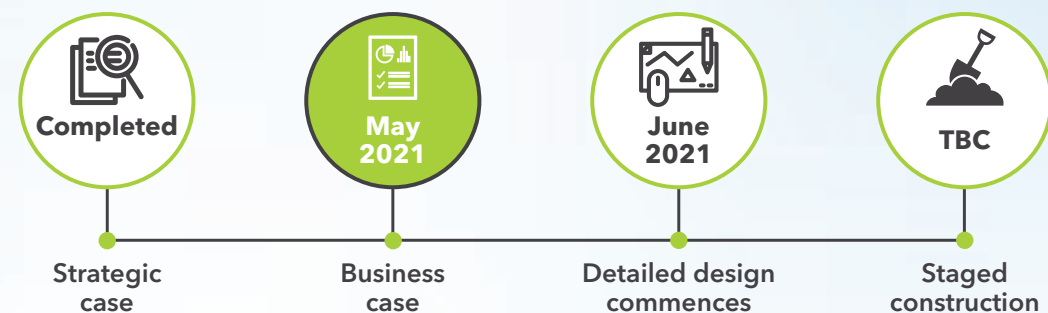 Completed
May
2021
June
2021
TBC
Strategic
case
Business
case
Detailed design
commences
Staged
construction